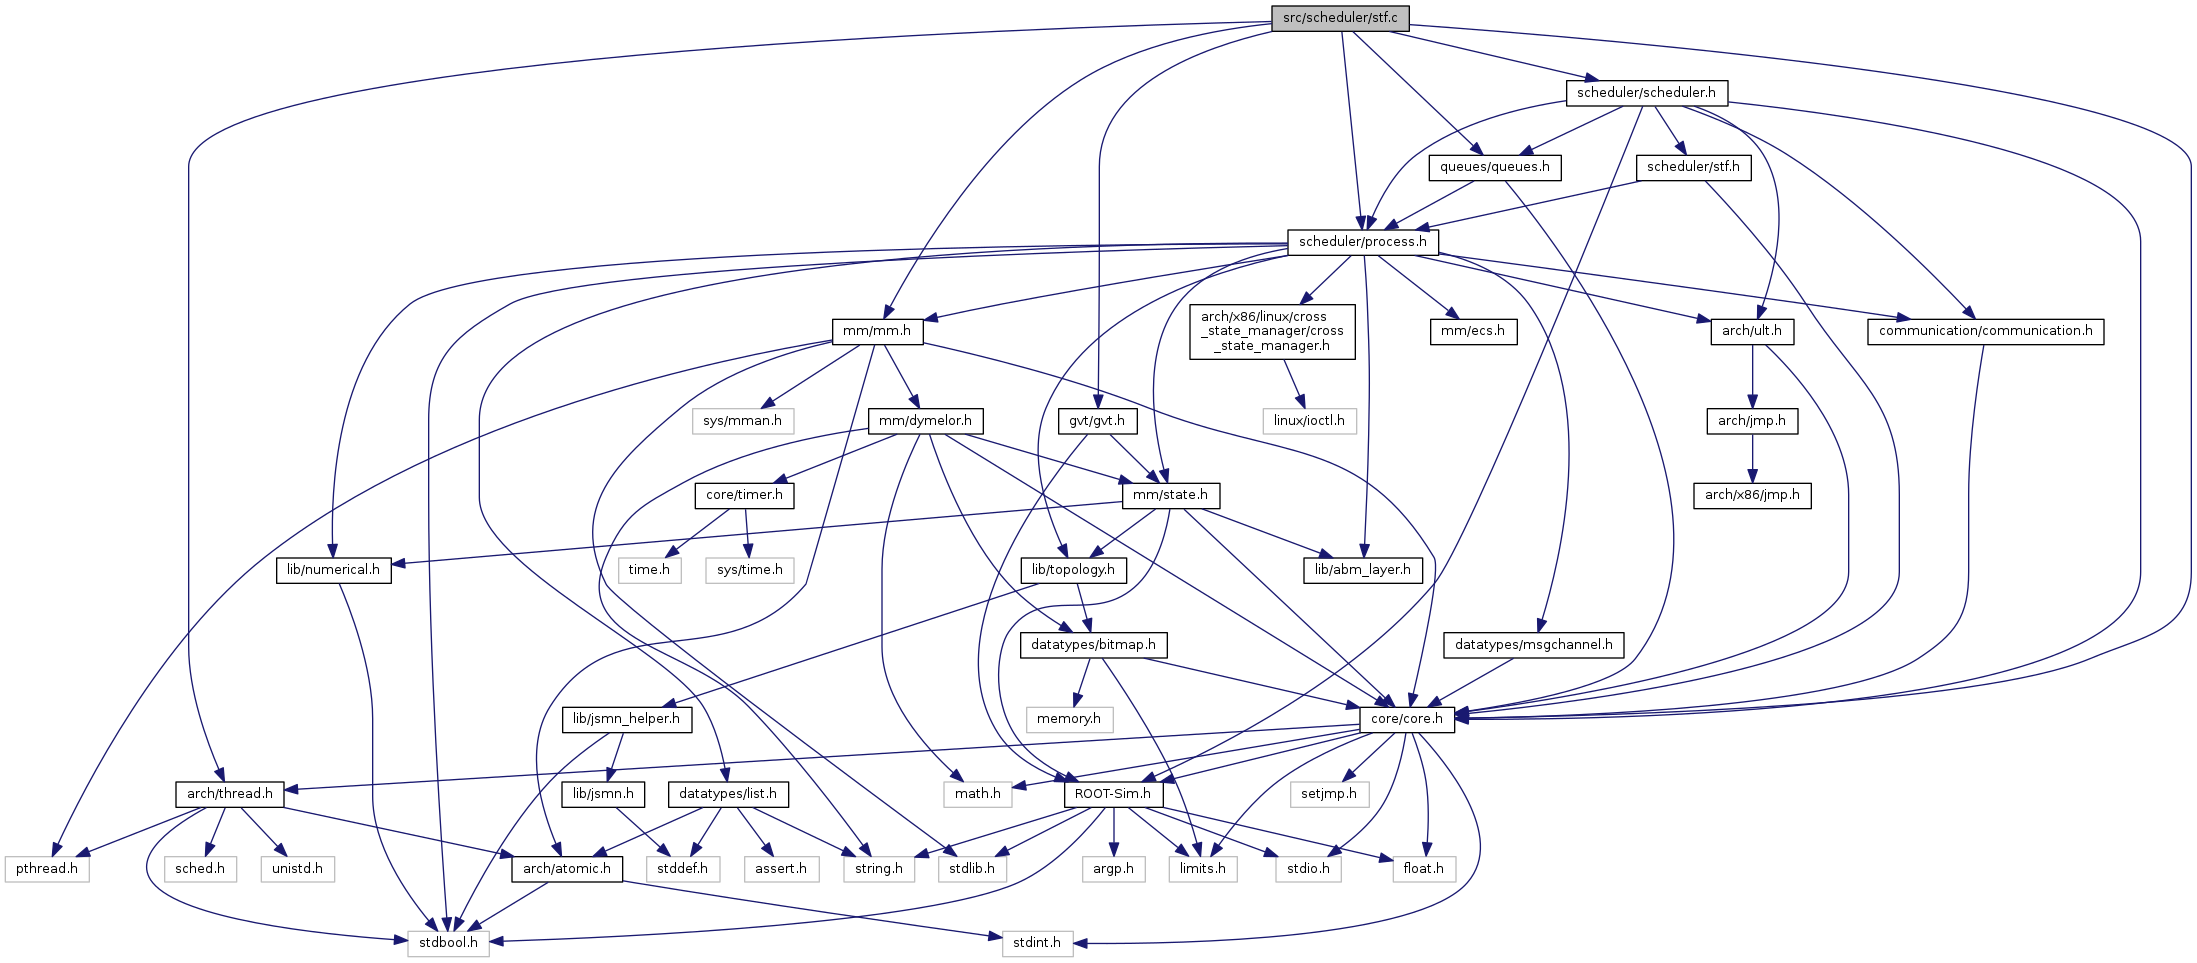 src/scheduler/stf.c
scheduler/scheduler.h
queues/queues.h
scheduler/stf.h
scheduler/process.h
mm/mm.h
arch/x86/linux/cross
_state_manager/cross
_state_manager.h
mm/ecs.h
arch/ult.h
communication/communication.h
sys/mman.h
mm/dymelor.h
gvt/gvt.h
linux/ioctl.h
arch/jmp.h
core/timer.h
mm/state.h
arch/x86/jmp.h
lib/numerical.h
time.h
sys/time.h
lib/topology.h
lib/abm_layer.h
datatypes/bitmap.h
datatypes/msgchannel.h
lib/jsmn_helper.h
memory.h
core/core.h
arch/thread.h
lib/jsmn.h
datatypes/list.h
math.h
ROOT-Sim.h
setjmp.h
pthread.h
sched.h
unistd.h
arch/atomic.h
stddef.h
assert.h
string.h
stdlib.h
argp.h
limits.h
stdio.h
float.h
stdbool.h
stdint.h